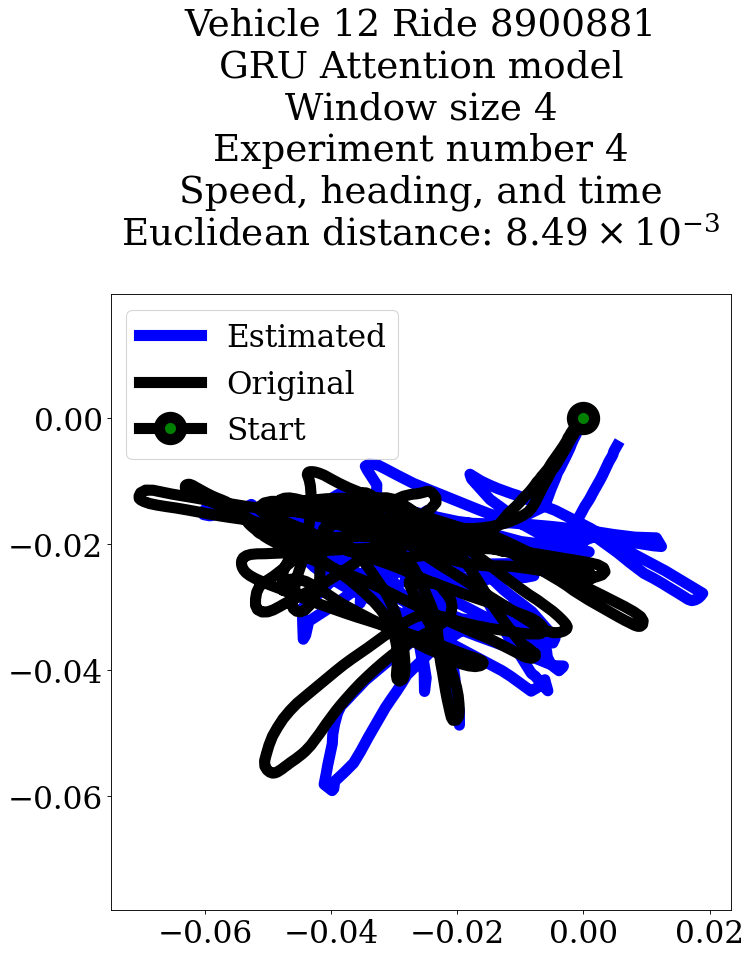 Vehicle 12 Ride 8900881
GRU Attention model
Window size 4
Experiment number 4
Speed, heading, and time
Euclidean distance: 8.49 × 10⁻³
Estimated
Original
Start
0.00
−0.02
−0.04
−0.06
−0.06 −0.04 −0.02 0.00 0.02